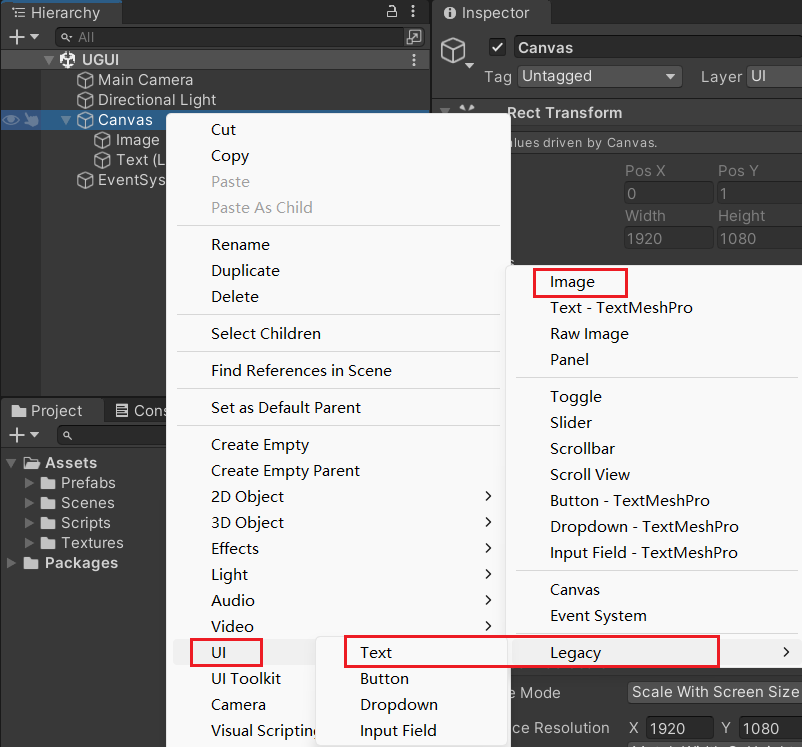 Hierarchy
All
UGUI
Main Camera
Directional Light
Canvas
Image
Text (L
EventSys
Inspector
Canvas
Tag Untagged Layer UI
Rect Transform
alues driven by Canvas.
Pos X Pos Y
0 1
Width Height
1920 1080
Cut
Copy
Paste
Paste As Child
Rename
Duplicate
Delete
Select Children
Find References in Scene
Set as Default Parent
Create Empty
Create Empty Parent
2D Object
3D Object
Effects
Light
Audio
Video
UI
UI Toolkit
Camera
Visual Scripting
Image
Text - TextMeshPro
Raw Image
Panel
Toggle
Slider
Scrollbar
Scroll View
Button - TextMeshPro
Dropdown - TextMeshPro
Input Field - TextMeshPro
Canvas
Event System
Legacy
Text
Button
Dropdown
Input Field
Project Cons
Assets
Prefabs
Scenes
Scripts
Textures
Packages
e Mode Scale With Screen Size
ce Resolution X 1920 Y 1080